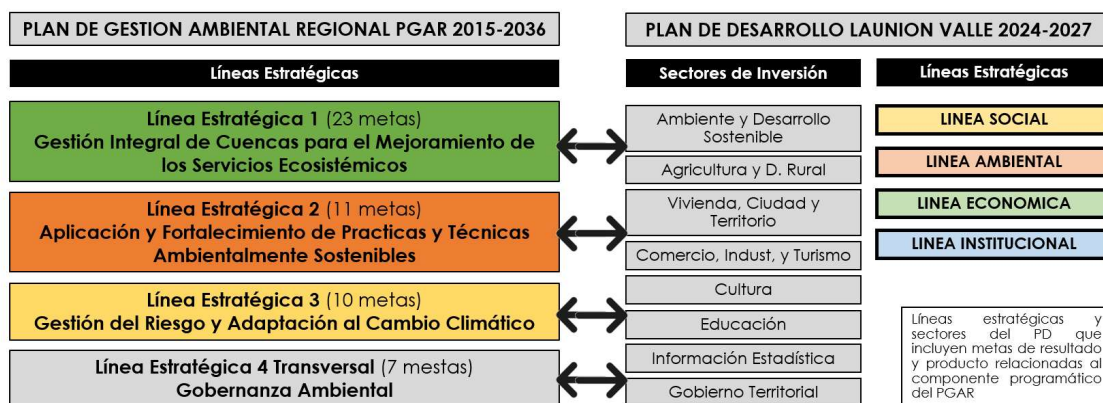 PLAN DE GESTION AMBIENTAL REGIONAL PGAR 2015-2036
Líneas Estratégicas
Línea Estratégica 1 (23 metas)
Gestión Integral de Cuencas para el Mejoramiento de
los Servicios Ecosistémicos
Línea Estratégica 2 (11 metas)
Aplicación y Fortalecimiento de Practicas y Técnicas
Ambientalmente Sostenibles
Línea Estratégica 3 (10 metas)
Gestión del Riesgo y Adaptación al Cambio Climático
Línea Estratégica 4 Transversal (7 mestas)
Gobernanza Ambiental
PLAN DE DESARROLLO LAUNION VALLE 2024-2027
Sectores de Inversión
Ambiente y Desarrollo
Sostenible
Agricultura y D. Rural
Vivienda, Ciudad y
Territorio
Comercio, Indust, y Turismo
Cultura
Educación
Información Estadística
Gobierno Territorial
Líneas Estratégicas
LINEA SOCIAL
LINEA AMBIENTAL
LINEA ECONOMICA
LINEA INSTITUCIONAL
Líneas estratégicas y
sectores del PD que
incluyen metas de resultado
y producto relacionadas al
componente programático
del PGAR